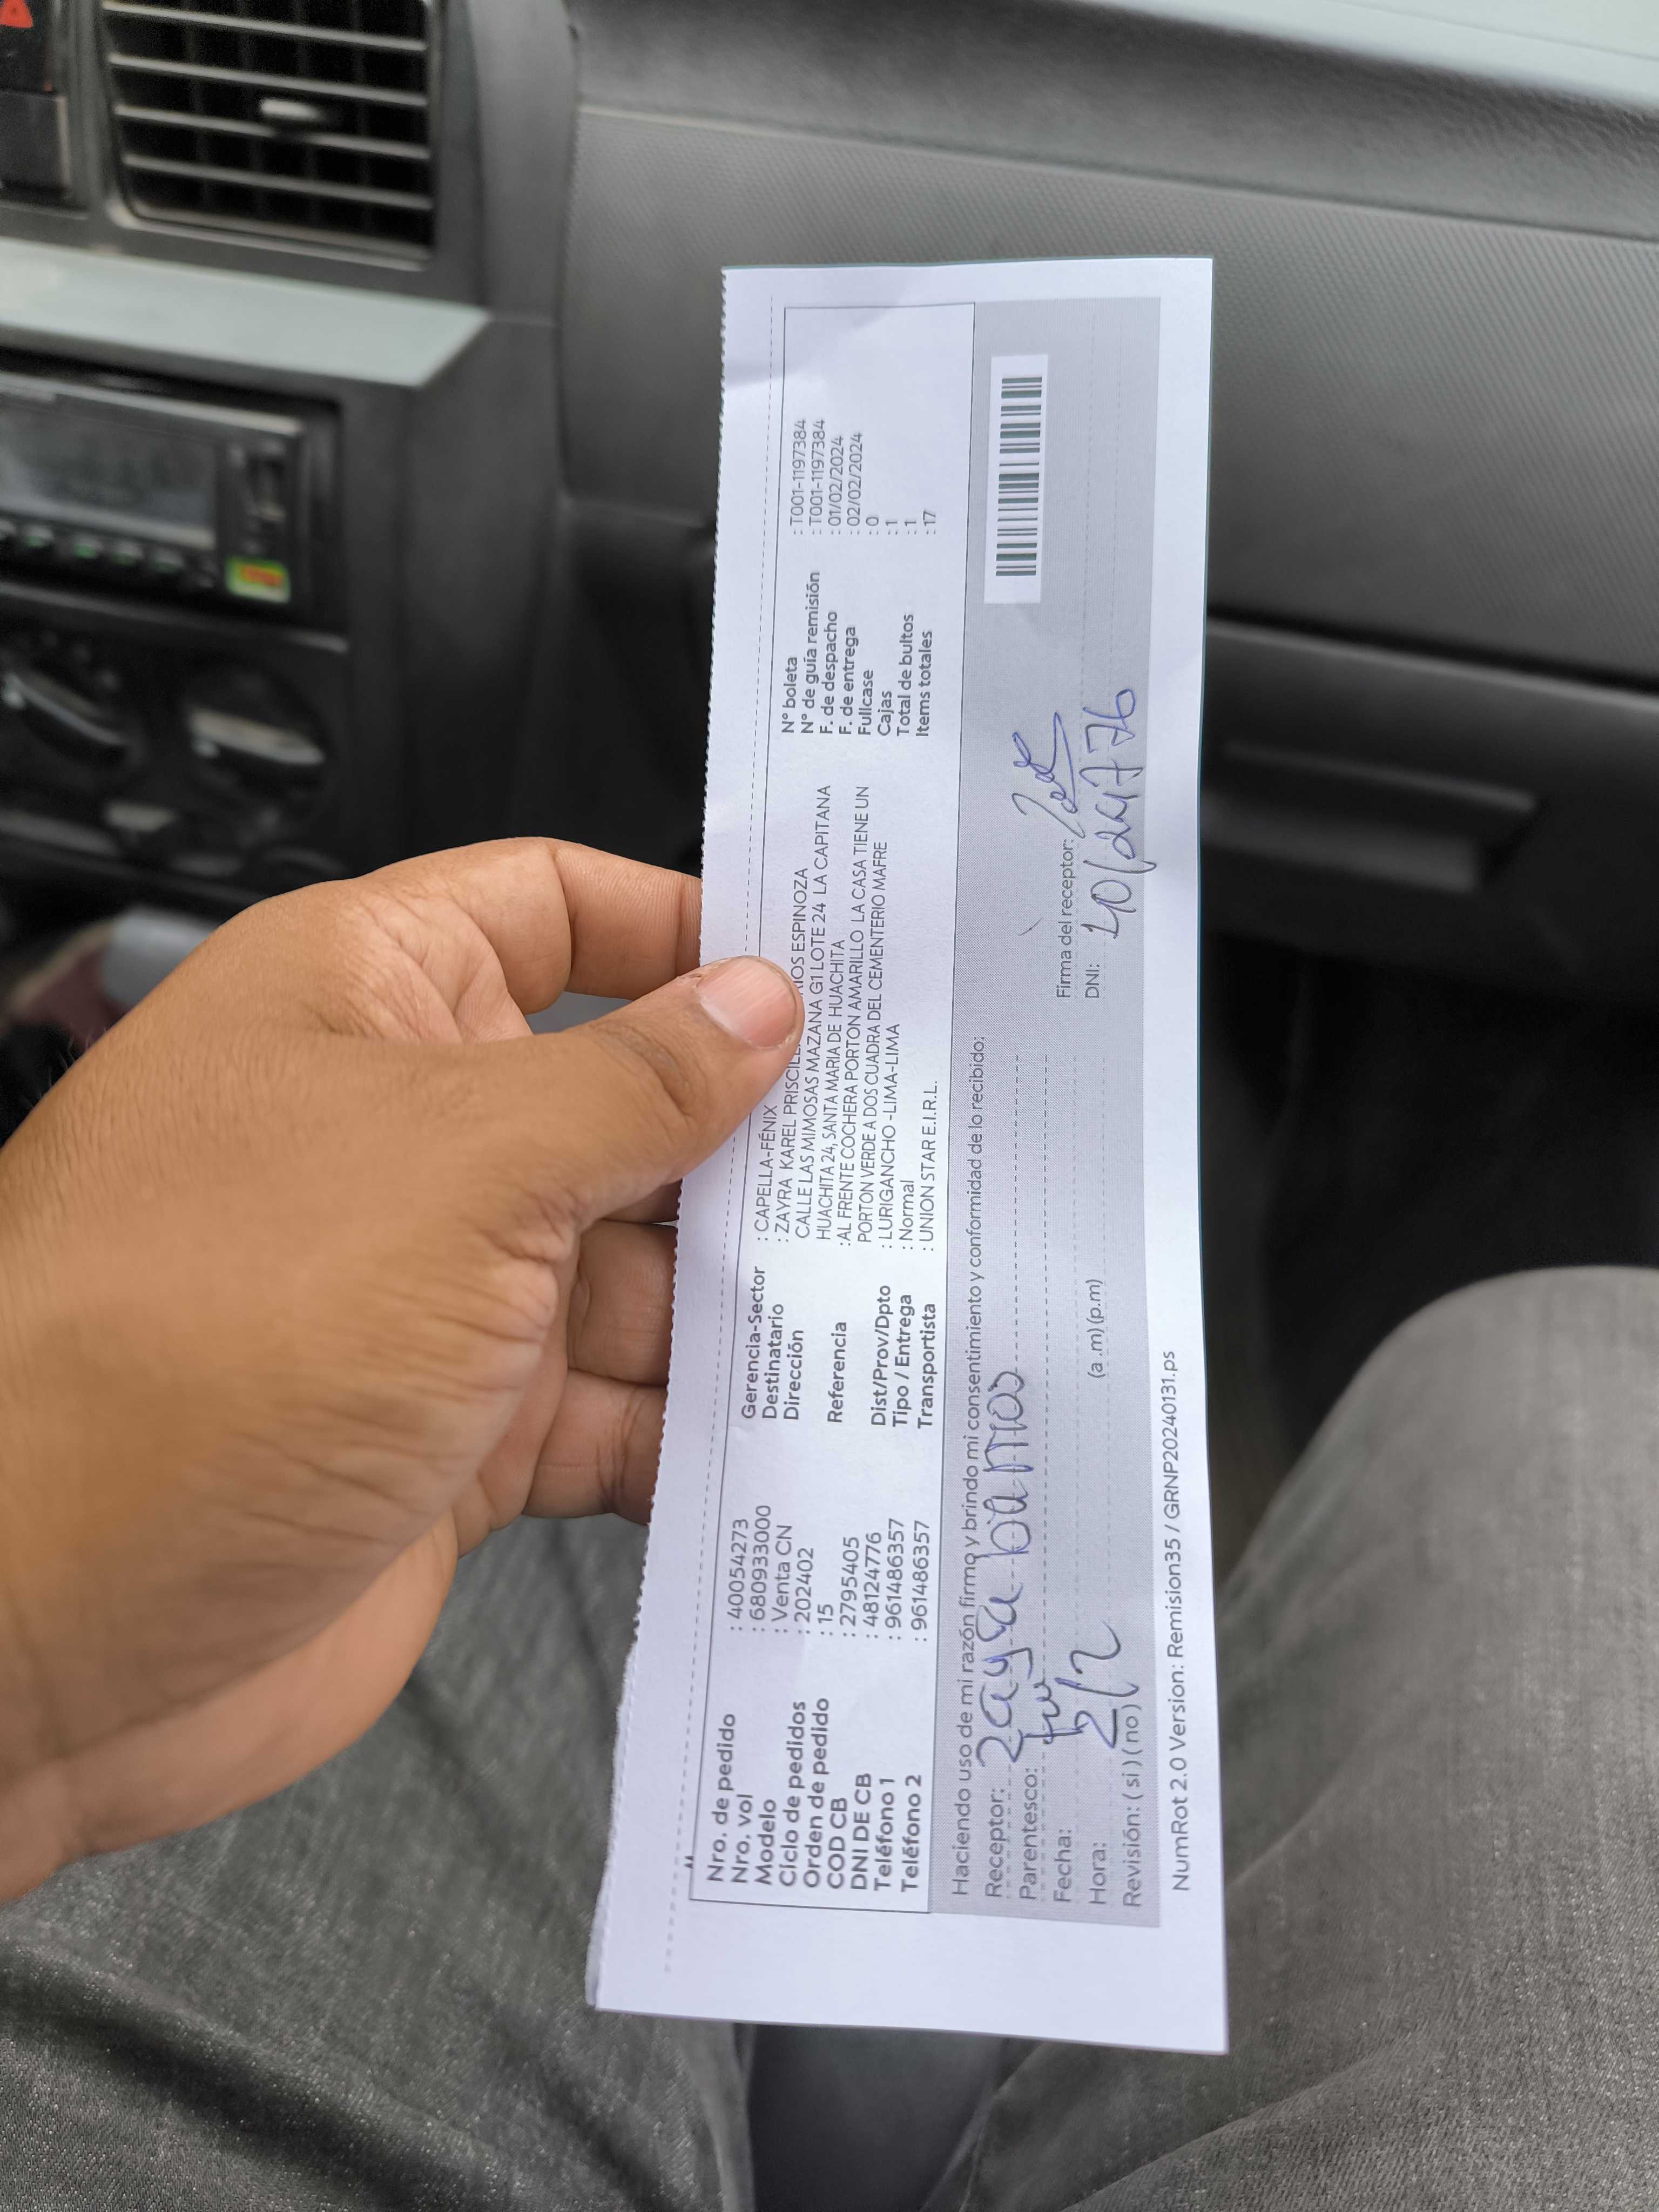 Nro. de pedido : 40054273
Nro. vol : 6809333000
Modelo : Venta CN
Ciclo de pedidos : 202402
Orden de pedido : 15
COD CB : 2795405
DNI DE CB : 48124776
Teléfono 1 : 961486357
Teléfono 2 : 961486357
Gerencia-Sector : CAPELLA-FÉNIX
Destinatario : ZAYRA KAREL ESPINOZA
Dirección CALLE LAS MIMOSAS MAZANA G1 LOTE 24 LA CAPITANA
HUACHITA 24, SANTA MARIA DE HUACHITA
Referencia :AL FRENTE COCHERA PORTON AMARILLO LA CASA TIENE UN
PORTON VERDE A DOS CUADRA DEL CEMENTERIO MAFRE
Dist/Prov/Dpto : LURIGANCHO -LIMA-LIMA
Tipo / Entrega : Normal
Transportista : UNION STAR E.I.R.L.
N° boleta : T001-1197384
N° de guía remisión : T001-1197384
F. de despacho : 01/02/2024
F. de entrega : 02/02/2024
Fullcase : 0
Cajas : 1
Total de bultos : 1
Items totales : 17
Haciendo uso de mi razón firmo y brindo mi consentimiento y conformidad de lo recibido:
Receptor:
Parentesco:
Fecha: 2/2
Hora: (a .m) (p.m)
Revisión: ( si ) ( no )
Firma del receptor:
DNI:
NumRot 2.0 Version: Remision35 / GRNP20240131.ps